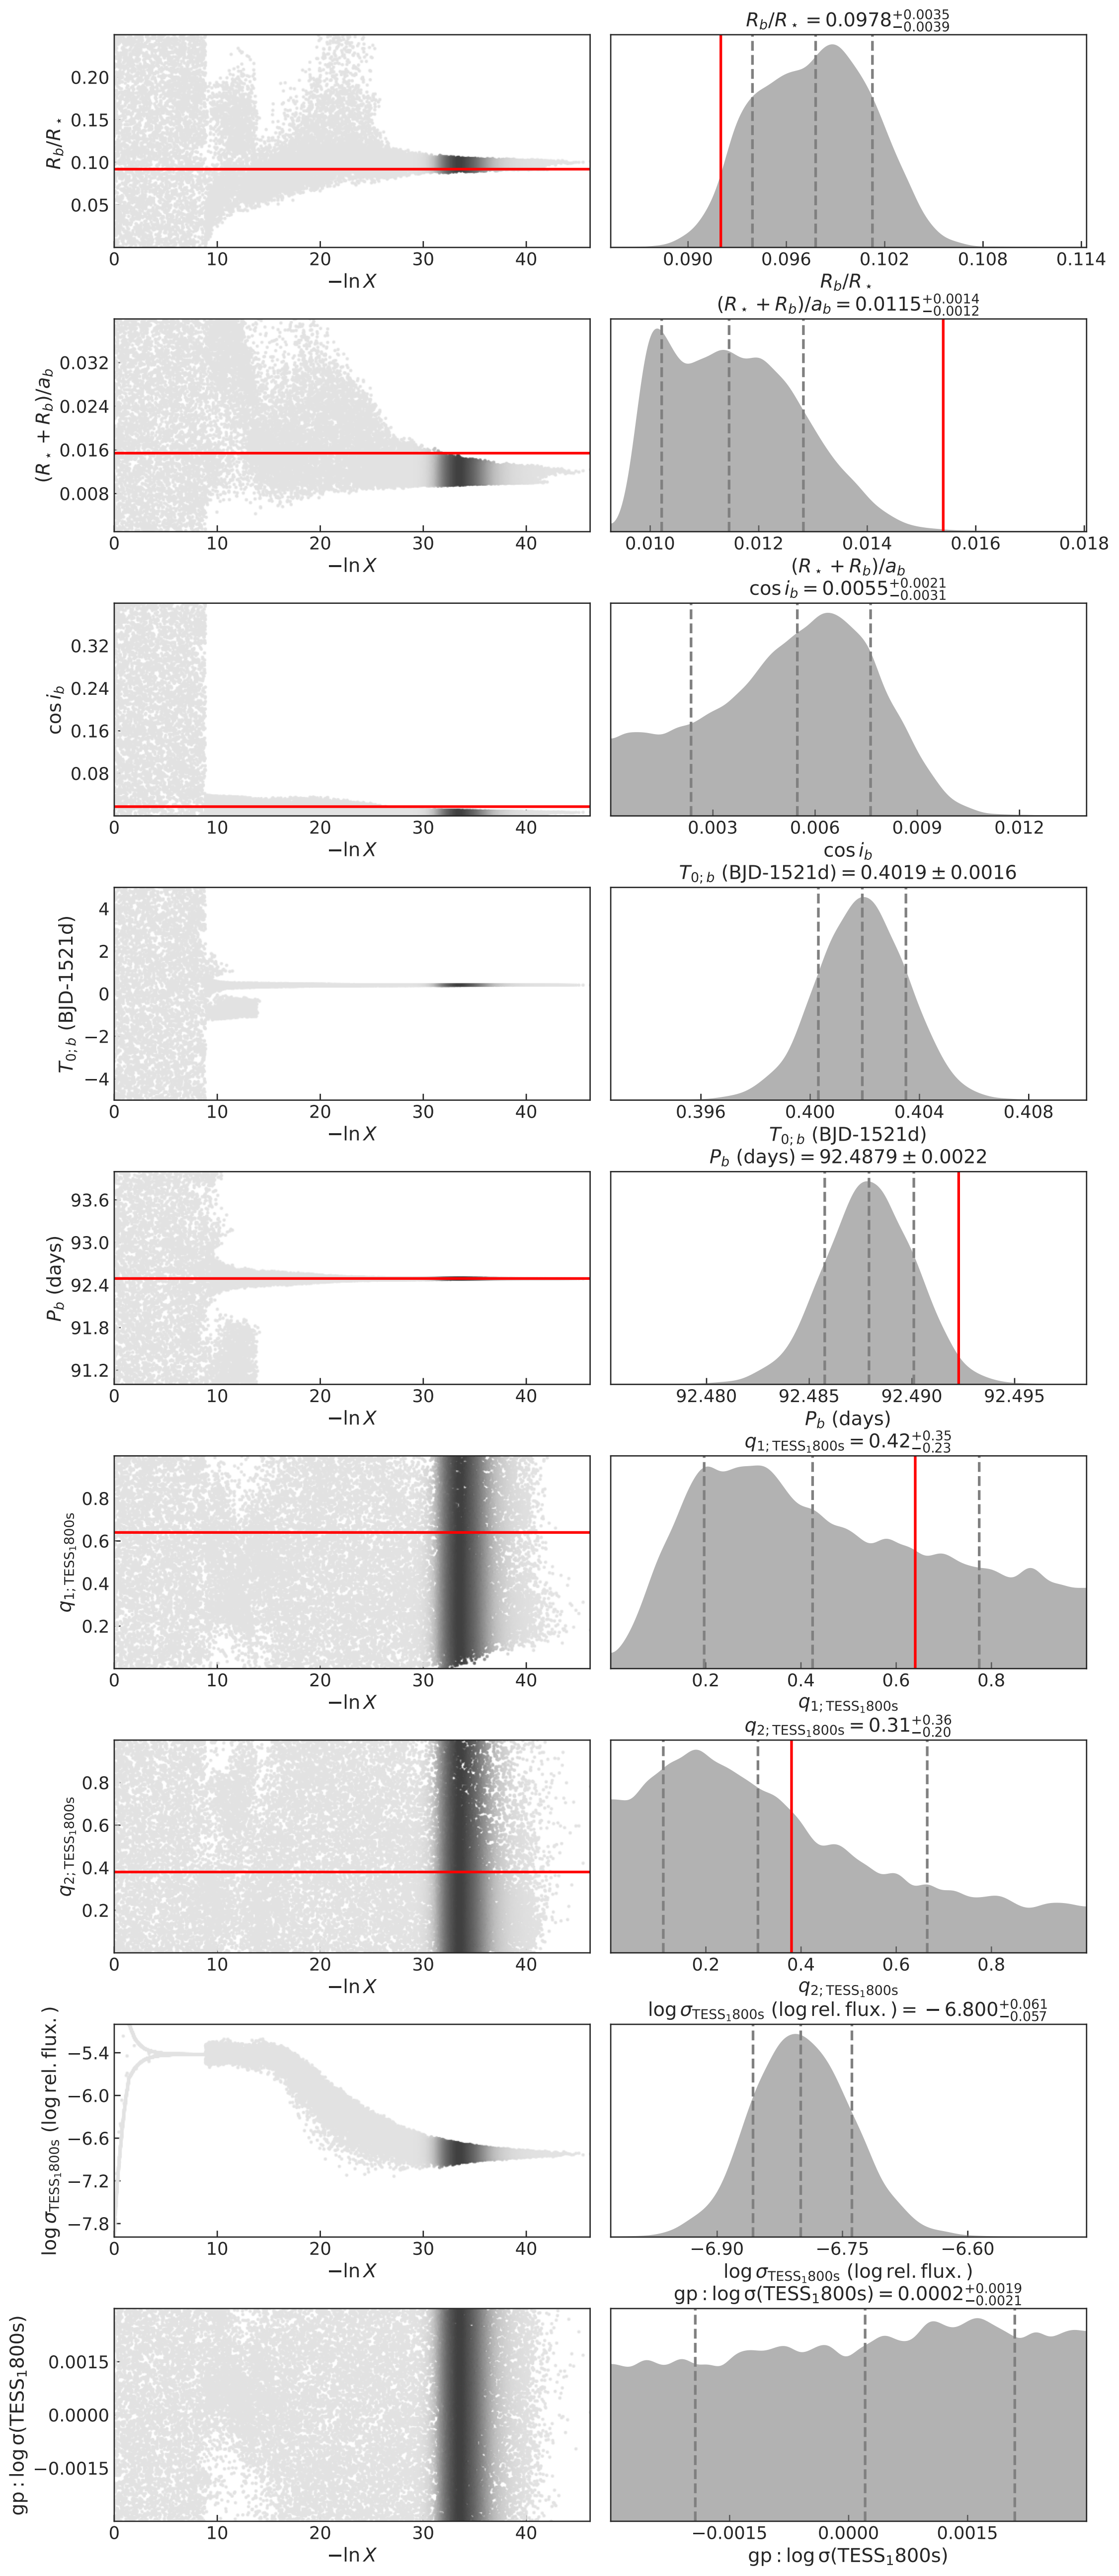 R_b/R_⋆ = 0.0978^{+0.0035}_{−0.0039}
0.20
0.15
0.10
0.05
R_b/R_⋆
0 10 20 30 40
0.090 0.096 0.102 0.108 0.114
−ln X
R_b/R_⋆
(R_⋆ + R_b)/a_b = 0.0115^{+0.0014}_{−0.0012}
0.032
0.024
0.016
0.008
(R_⋆ + R_b)/a_b
0 10 20 30 40
0.010 0.012 0.014 0.016 0.018
−ln X
(R_⋆ + R_b)/a_b
cos i_b = 0.0055^{+0.0021}_{−0.0031}
0.32
0.24
0.16
0.08
cos i_b
0 10 20 30 40
0.003 0.006 0.009 0.012
−ln X
cos i_b
T_{0;b} (BJD-1521d) = 0.4019 ± 0.0016
4
2
0
−2
−4
T_{0;b} (BJD-1521d)
0 10 20 30 40
0.396 0.400 0.404 0.408
−ln X
T_{0;b} (BJD-1521d)
P_b (days) = 92.4879 ± 0.0022
93.6
93.0
92.4
91.8
91.2
P_b (days)
0 10 20 30 40
92.480 92.485 92.490 92.495
−ln X
P_b (days)
q_{1;TESS_1800s} = 0.42^{+0.35}_{−0.23}
0.8
0.6
0.4
0.2
q_{1;TESS_1800s}
0 10 20 30 40
0.2 0.4 0.6 0.8
−ln X
q_{1;TESS_1800s}
q_{2;TESS_1800s} = 0.31^{+0.36}_{−0.20}
0.8
0.6
0.4
0.2
q_{2;TESS_1800s}
0 10 20 30 40
0.2 0.4 0.6 0.8
−ln X
q_{2;TESS_1800s}
log σ_{TESS_1800s} (log rel. flux.) = −6.800^{+0.061}_{−0.057}
−5.4
−6.0
−6.6
−7.2
−7.8
log σ_{TESS_1800s} (log rel. flux.)
0 10 20 30 40
−6.90 −6.75 −6.60
−ln X
log σ_{TESS_1800s} (log rel. flux.)
gp: log σ(TESS_1800s) = 0.0002^{+0.0019}_{−0.0021}
0.0015
0.0000
−0.0015
gp: log σ(TESS_1800s)
0 10 20 30 40
−0.0015 0.0000 0.0015
−ln X
gp: log σ(TESS_1800s)